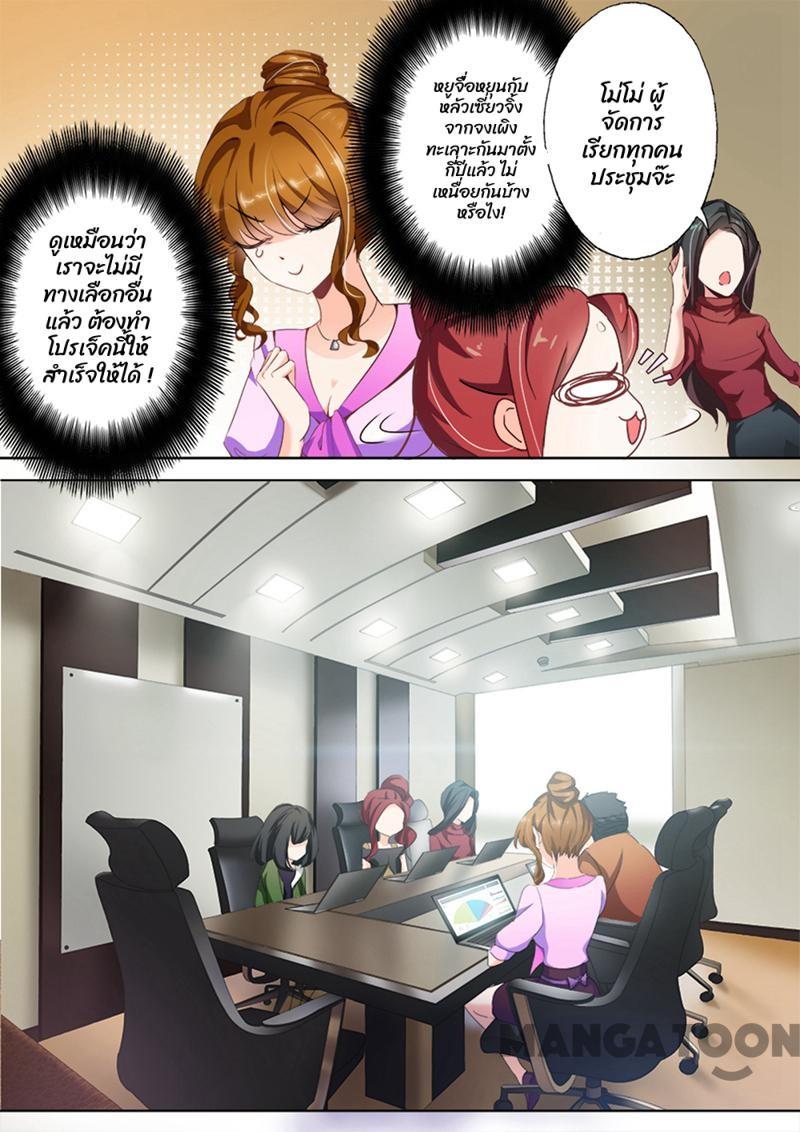 โม่โม่ ผู้
จัดการ
เรียกทุกคน
ประชุมจ๊ะ
หยูจื่อหยุนกับ
หลัวเซี่ยวจิ้ง
จากจงเผิง
ทะเลาะกันมาตั้ง
กี่ปีแล้ว ไม่
เหนื่อยกันบ้าง
หรือไง!
ดูเหมือนว่า
เราจะไม่มี
ทางเลือกอื่น
แล้ว ต้องทำ
โปรเจ็คนี้ให้
สำเร็จให้ได้ !
MANGATOON